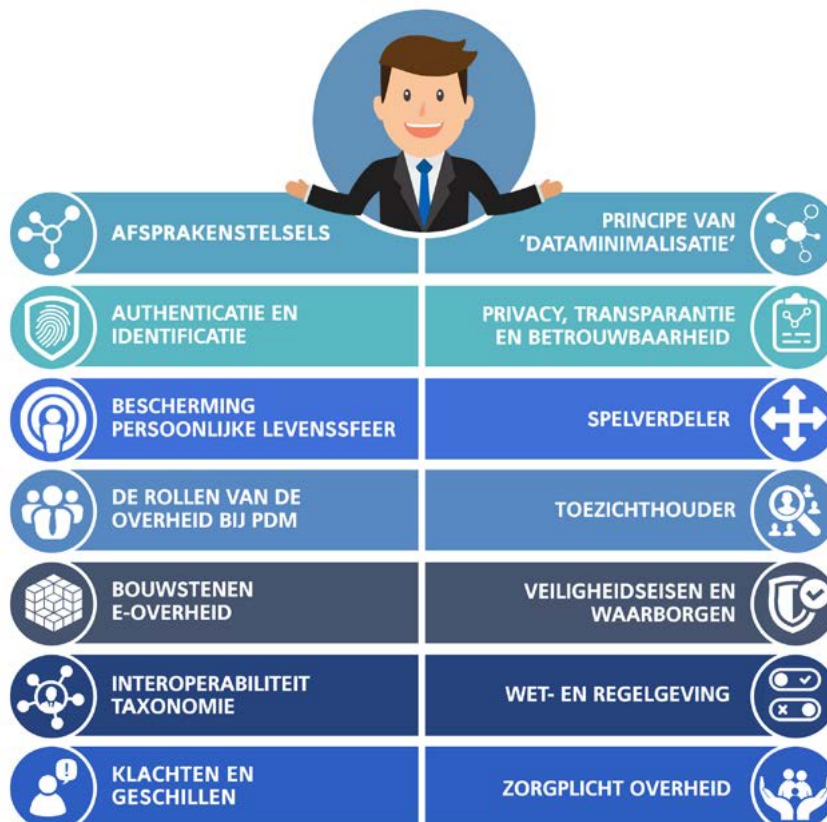 AFSPRAKENSTELSELS
PRINCIPE VAN
'DATAMINIMALISATIE'
AUTHENTICATIE EN
IDENTIFICATIE
PRIVACY, TRANSPARANTIE
EN BETROUWBAARHEID
BESCHERMING
PERSOONLIJKE LEVENSSFEER
SPELVERDELER
DE ROLLEN VAN DE
OVERHEID BIJ PDM
TOEZICHTHOUDER
BOUWSTENEN
E-OVERHEID
VEILIGHEIDSEISEN EN
WAARBORGEN
INTEROPERABILITEIT
TAXONOMIE
WET- EN REGELGEVING
KLACHTEN EN
GESCHILLEN
ZORGPLICHT OVERHEID